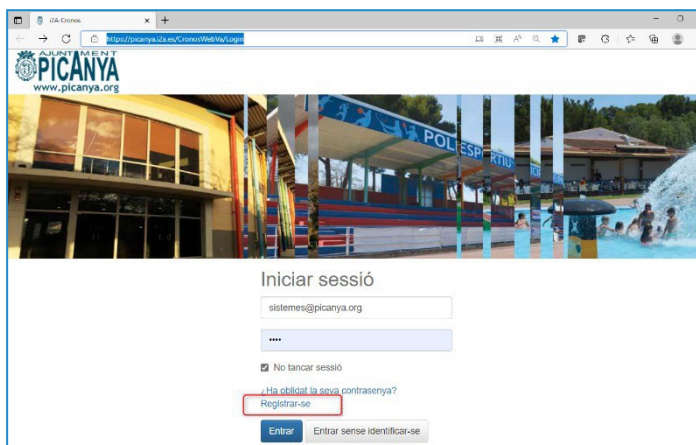 i2A-Cronos
https://picanya.i2a.es/CronosWebVa/Login
AJUNTAMENT
PICANYA
www.picanya.org
POLIESPORTIU
Iniciar sessió
sistemes@picanya.org
••••
No tancar sessió
¿Ha oblidat la seva contrasenya?
Registrar-se
Entrar
Entrar sense identificar-se